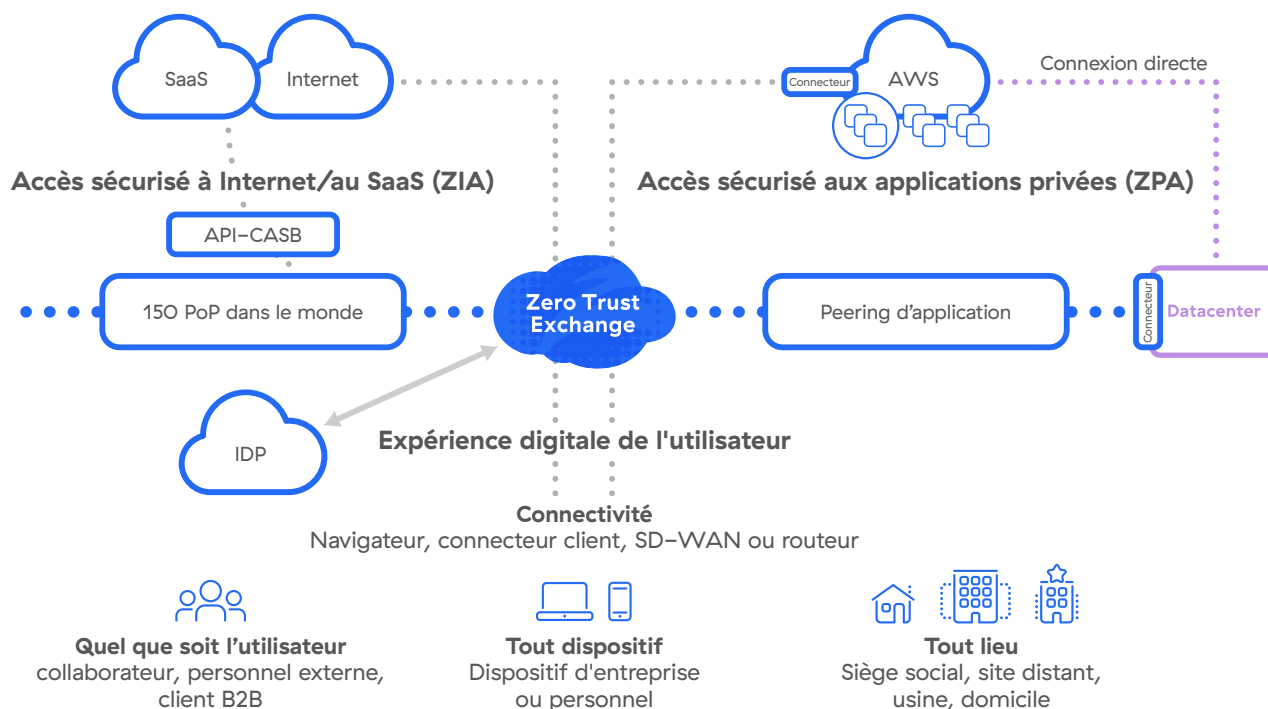 SaaS
Internet
Connecteur
AWS
Connexion directe
Accès sécurisé à Internet/au SaaS (ZIA)
Accès sécurisé aux applications privées (ZPA)
API-CASB
150 PoP dans le monde
Zero Trust
Exchange
Peering d’application
Connecteur
Datacenter
IDP
Expérience digitale de l'utilisateur
Connectivité
Navigateur, connecteur client, SD-WAN ou routeur
Quel que soit l’utilisateur
collaborateur, personnel externe,
client B2B
Tout dispositif
Dispositif d'entreprise
ou personnel
Tout lieu
Siège social, site distant,
usine, domicile